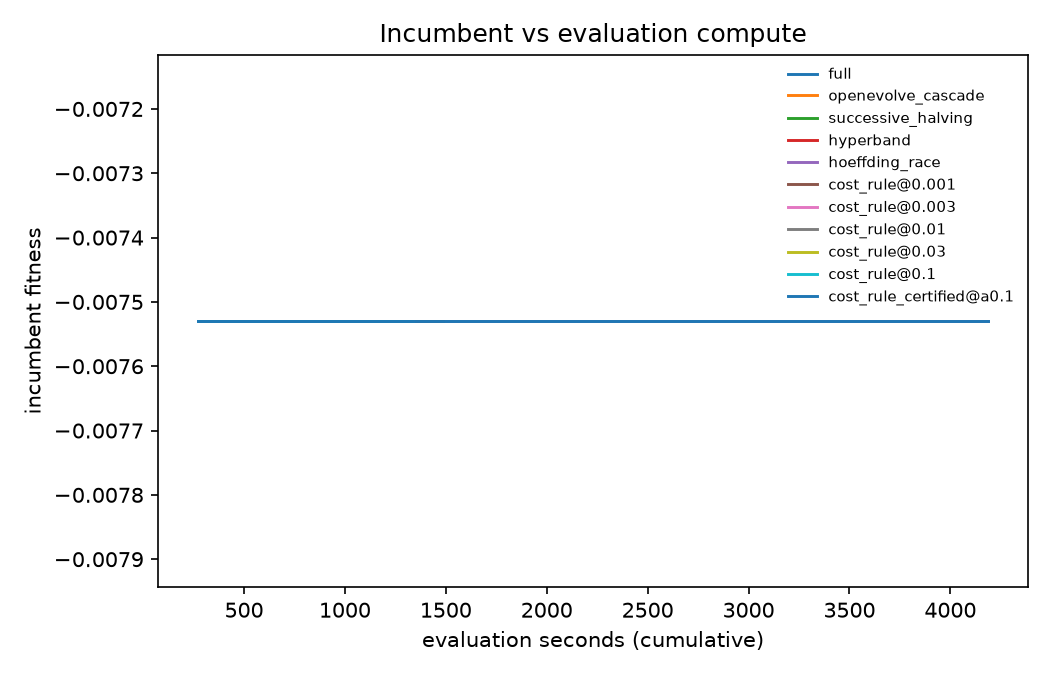 Incumbent vs evaluation compute
full
openevolve_cascade
successive_halving
hyperband
hoeffding_race
cost_rule@0.001
cost_rule@0.003
cost_rule@0.01
cost_rule@0.03
cost_rule@0.1
cost_rule_certified@a0.1
incumbent fitness
−0.0072
−0.0073
−0.0074
−0.0075
−0.0076
−0.0077
−0.0078
−0.0079
500 1000 1500 2000 2500 3000 3500 4000
evaluation seconds (cumulative)